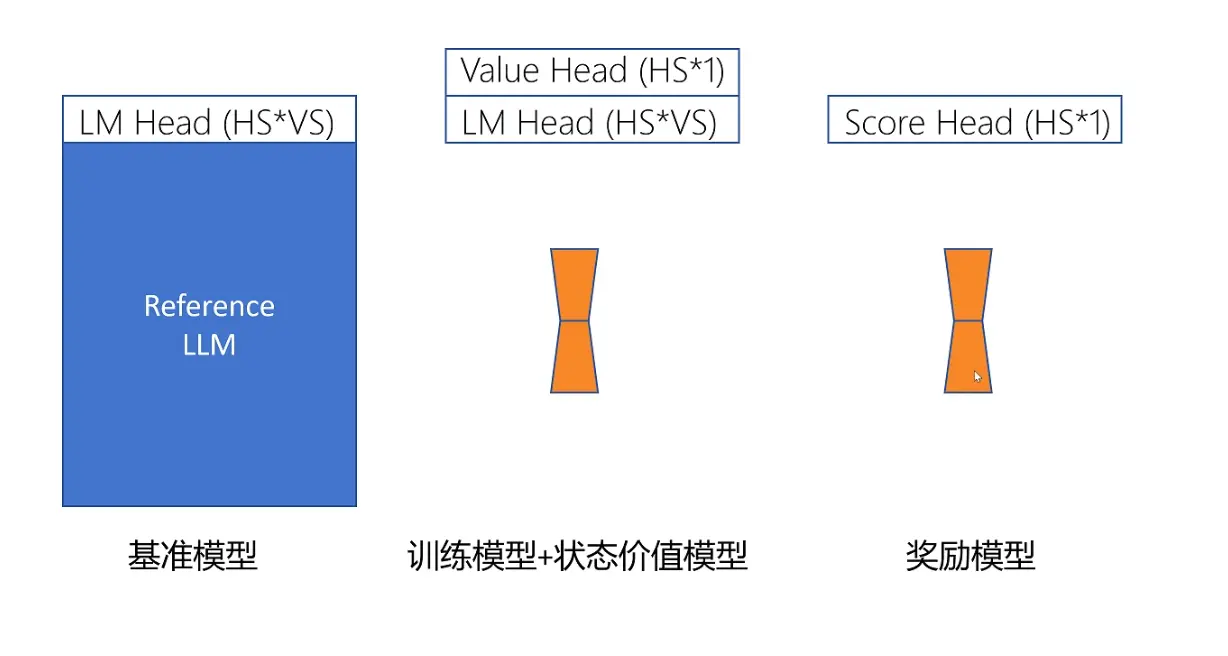 LM Head (HS*VS)
Reference
LLM
基准模型
Value Head (HS*1)
LM Head (HS*VS)
训练模型+状态价值模型
Score Head (HS*1)
奖励模型